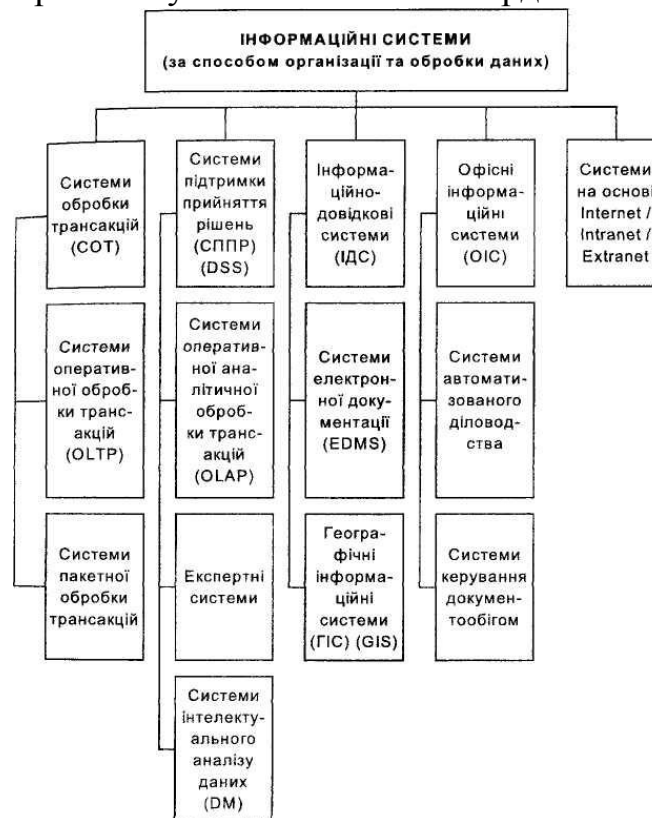 ІНФОРМАЦІЙНІ СИСТЕМИ
(за способом організації та обробки даних)
Системи
обробки
трансакцій
(СОТ)
Системи
підтримки
прийняття
рішень
(СППР)
(DSS)
Інформа-
ційно-
довідкові
системи
(ІДС)
Офісні
інформа-
ційні
системи
(ОІС)
Системи
на основі
Internet /
Intranet /
Extranet
Системи
оператив-
ної оброб-
ки транс-
акцій
(OLTP)
Системи
оператив-
ної ана-
літичної
оброб-
ки транс-
акцій
(OLAP)
Системи
електрон-
ної доку-
ментації
(EDMS)
Системи
автомати-
зованого
діловод-
ства
Системи
пакетної
обробки
трансакцій
Експертні
системи
Геогра-
фічні
інформа-
ційні
системи
(ГІС) (GIS)
Системи
керування
документ-
ообігом
Системи
інтелекту-
ального
аналізу
даних
(DM)